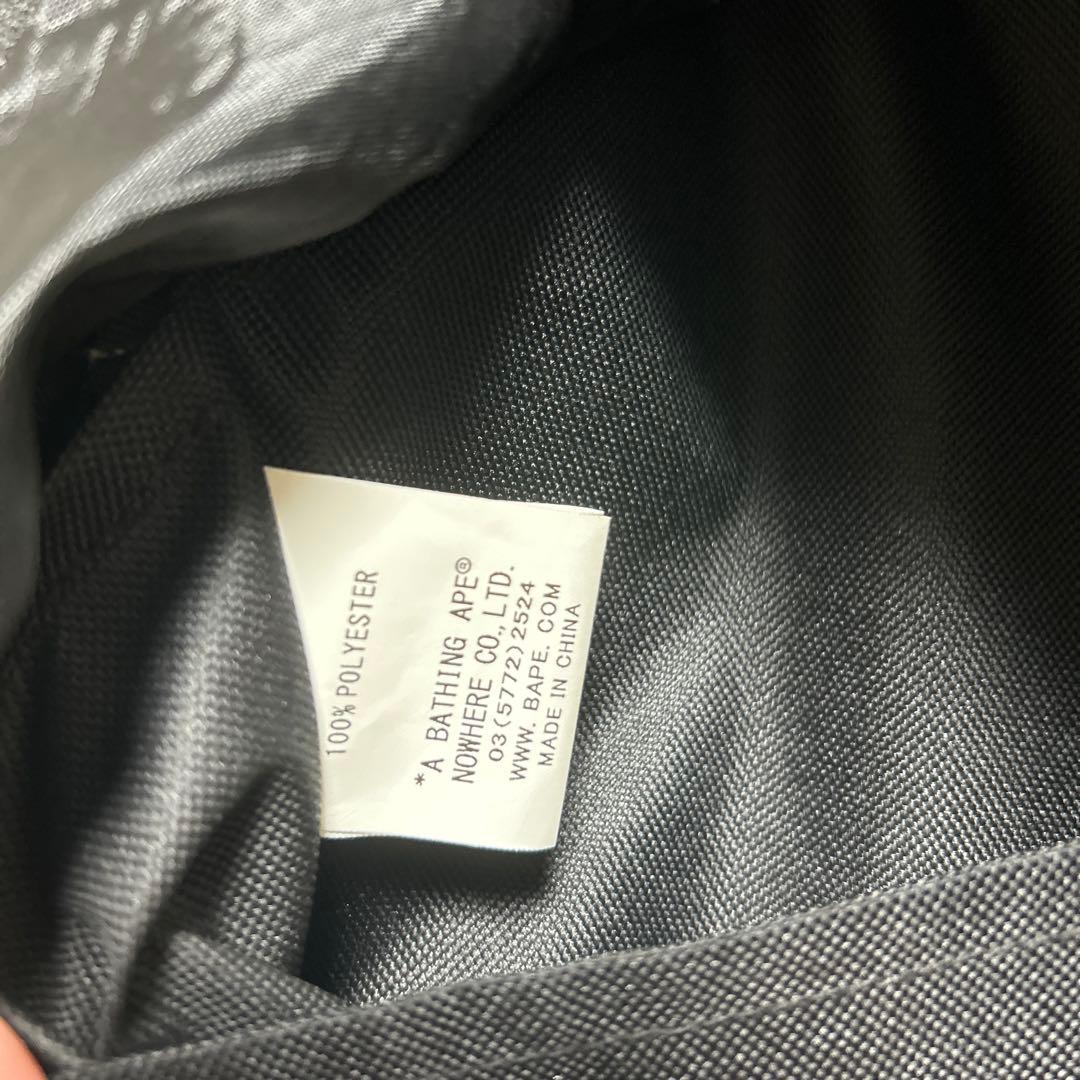 100% POLYESTER
*A BATHING APE®
NOWHERE CO., LTD.
03(5772)2524
WWW. BAPE. COM
MADE IN CHINA